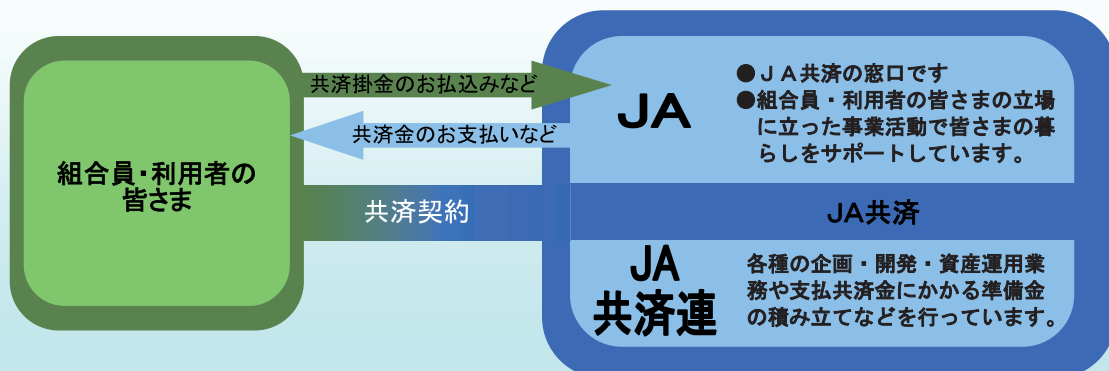 組合員・利用者の
皆さま
共済掛金のお払込みなど
共済金のお支払いなど
共済契約
JA
●ＪＡ共済の窓口です
●組合員・利用者の皆さまの立場
に立った事業活動で皆さまの暮
らしをサポートしています。
JA共済
JA
共済連
各種の企画・開発・資産運用業
務や支払共済金にかかる準備金
の積み立てなどを行っています。